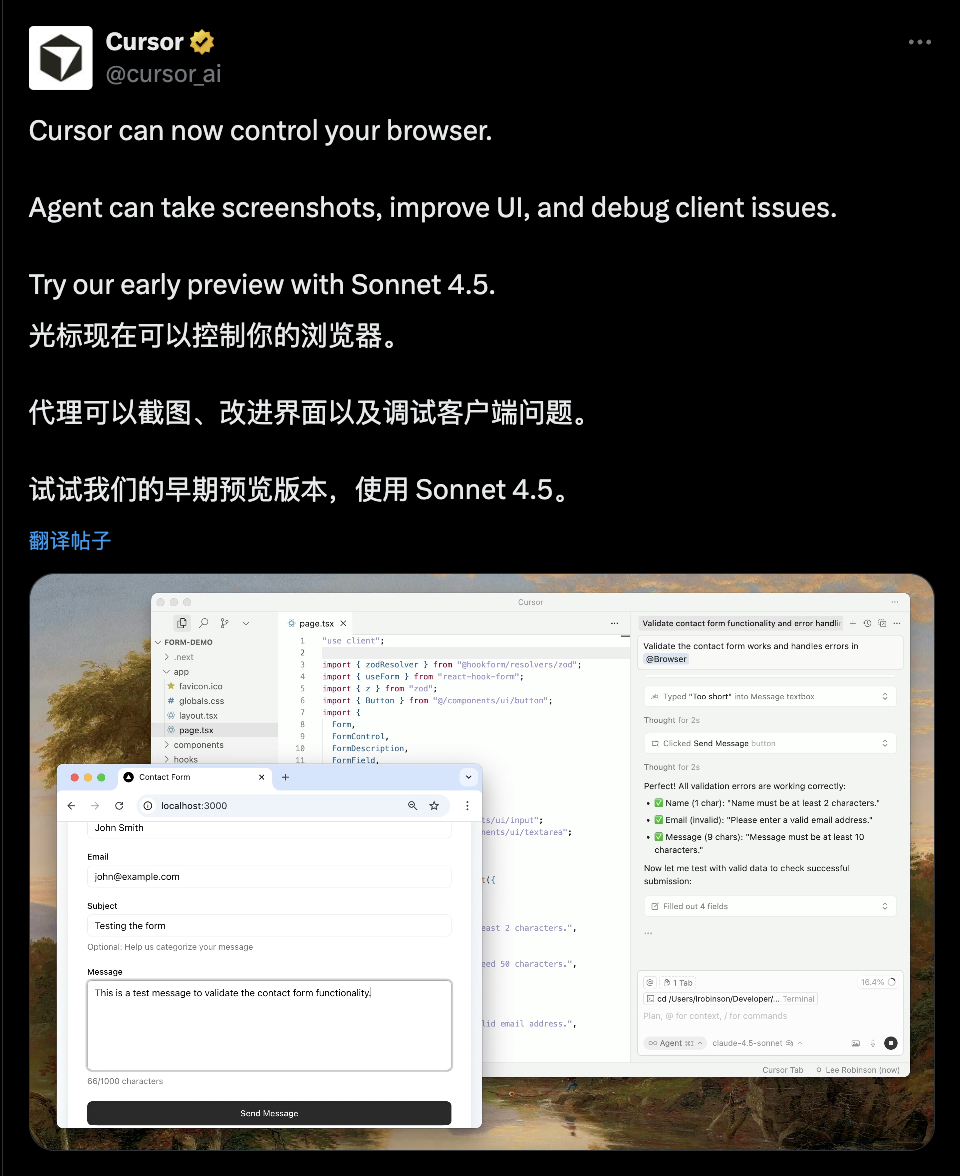 Cursor
@cursor_ai
Cursor can now control your browser.
Agent can take screenshots, improve UI, and debug client issues.
Try our early preview with Sonnet 4.5.
光标现在可以控制你的浏览器。
代理可以截图、改进界面以及调试客户端问题。
试试我们的早期预览版本，使用 Sonnet 4.5。
翻译帖子
Cursor
FORM-DEMO
.next
app
favicon.ico
globals.css
layout.tsx
page.tsx
components
hooks
page.tsx
1 "use client";
2
3 import { zodResolver } from "@hookform/resolvers/zod";
4 import { useForm } from "react-hook-form";
5 import { z } from "zod";
6 import { Button } from "@/components/ui/button";
7 import {
8 Form,
9 FormControl,
10 FormDescription,
11 FormField,
ts/ui/input";
nents/ui/textarea";
t({
east 2 characters.",
eed 50 characters.",
lid email address.",
Validate contact form functionality and error handlin
Validate the contact form works and handles errors in
@Browser
Typed "Too short" into Message textbox
Thought for 2s
Clicked Send Message button
Thought for 2s
Perfect! All validation errors are working correctly:
• ✅ Name (1 char): "Name must be at least 2 characters."
• ✅ Email (invalid): "Please enter a valid email address."
• ✅ Message (9 chars): "Message must be at least 10
characters."
Now let me test with valid data to check successful
submission:
Filled out 4 fields
...
@ 1 Tab 16.4%
cd /Users/lrobinson/Developer/... Terminal
Plan, @ for context, / for commands
Agent ⌘I claude-4.5-sonnet
Cursor Tab Lee Robinson (now)
Contact Form
localhost:3000
John Smith
Email
john@example.com
Subject
Testing the form
Optional: Help us categorize your message
Message
This is a test message to validate the contact form functionality.
66/1000 characters
Send Message